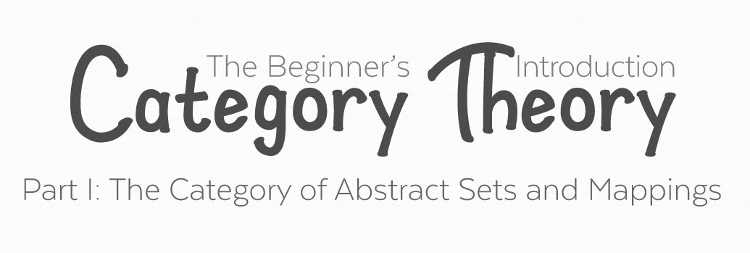 The Beginner's Introduction
Category Theory
Part I: The Category of Abstract Sets and Mappings